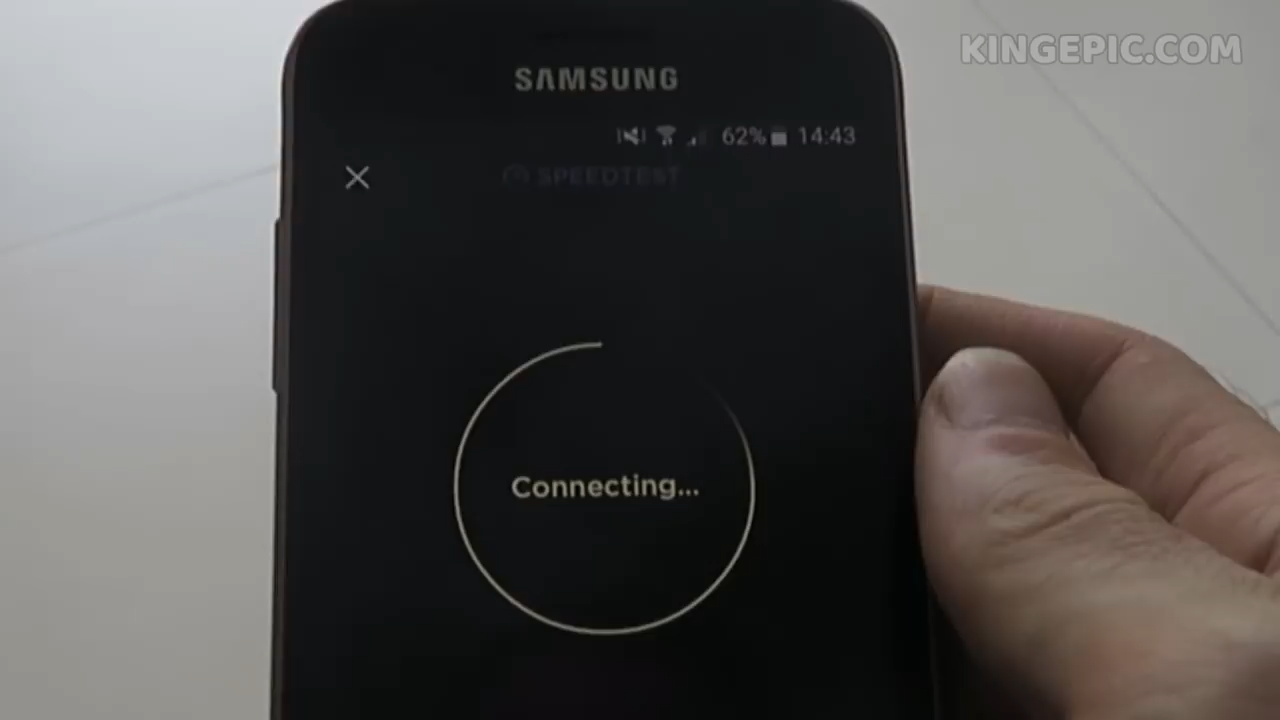 KINGEPIC.COM
SAMSUNG
62% 14:43
SPEEDTEST
Connecting...